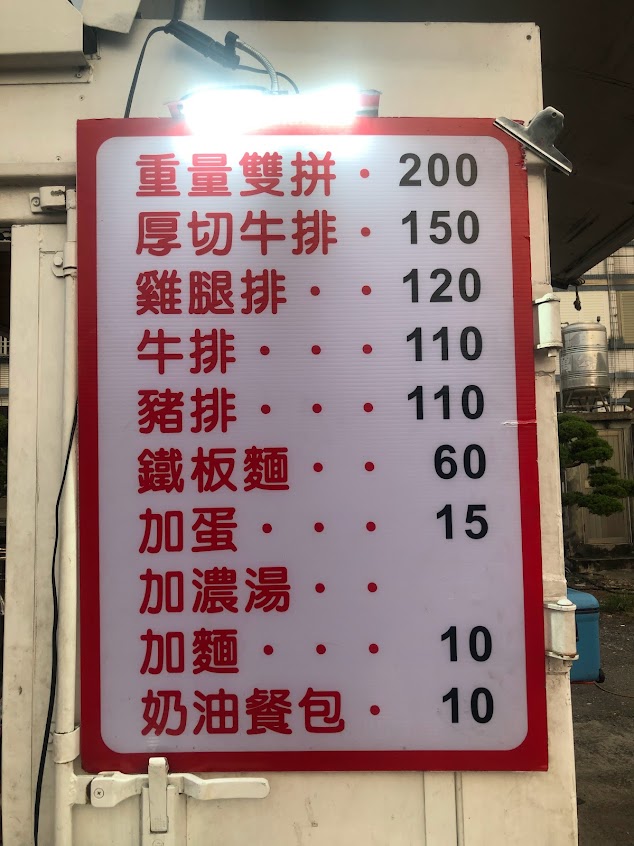 重量雙拼・200
厚切牛排・150
雞腿排・・120
牛排・・・110
豬排・・・110
鐵板麵・・60
加蛋・・・15
加濃湯・・
加麵・・・10
奶油餐包・10